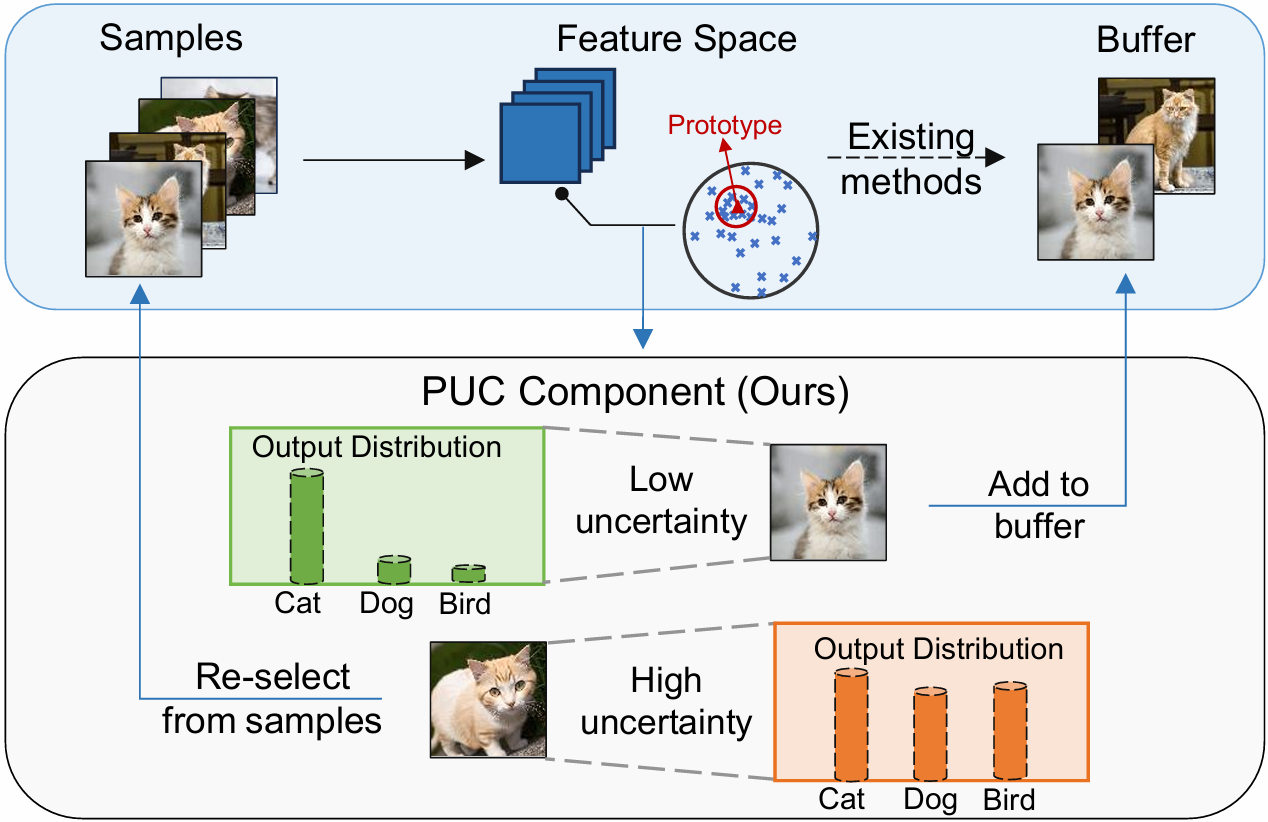 Samples
Feature Space
Buffer
Prototype
Existing
methods
PUC Component (Ours)
Output Distribution
Low
uncertainty
Add to
buffer
Cat
Dog
Bird
Re-select
from samples
High
uncertainty
Output Distribution
Cat
Dog
Bird